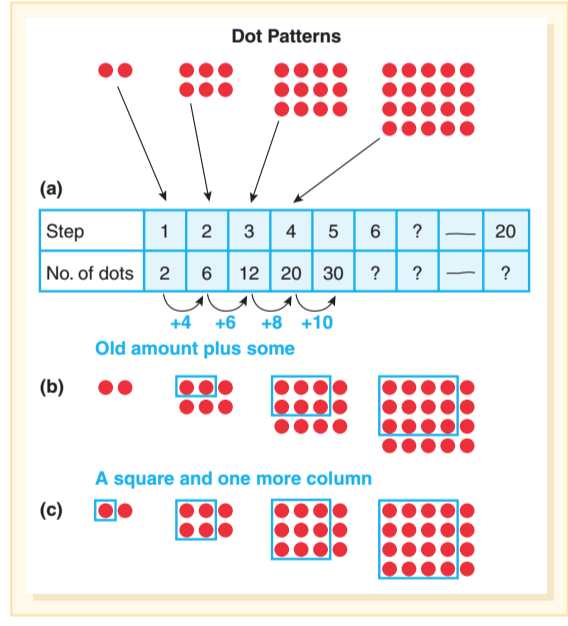 Dot Patterns
(a)
Step 1 2 3 4 5 6 ? — 20
No. of dots 2 6 12 20 30 ? ? — ?
+4 +6 +8 +10
Old amount plus some
(b)
A square and one more column
(c)